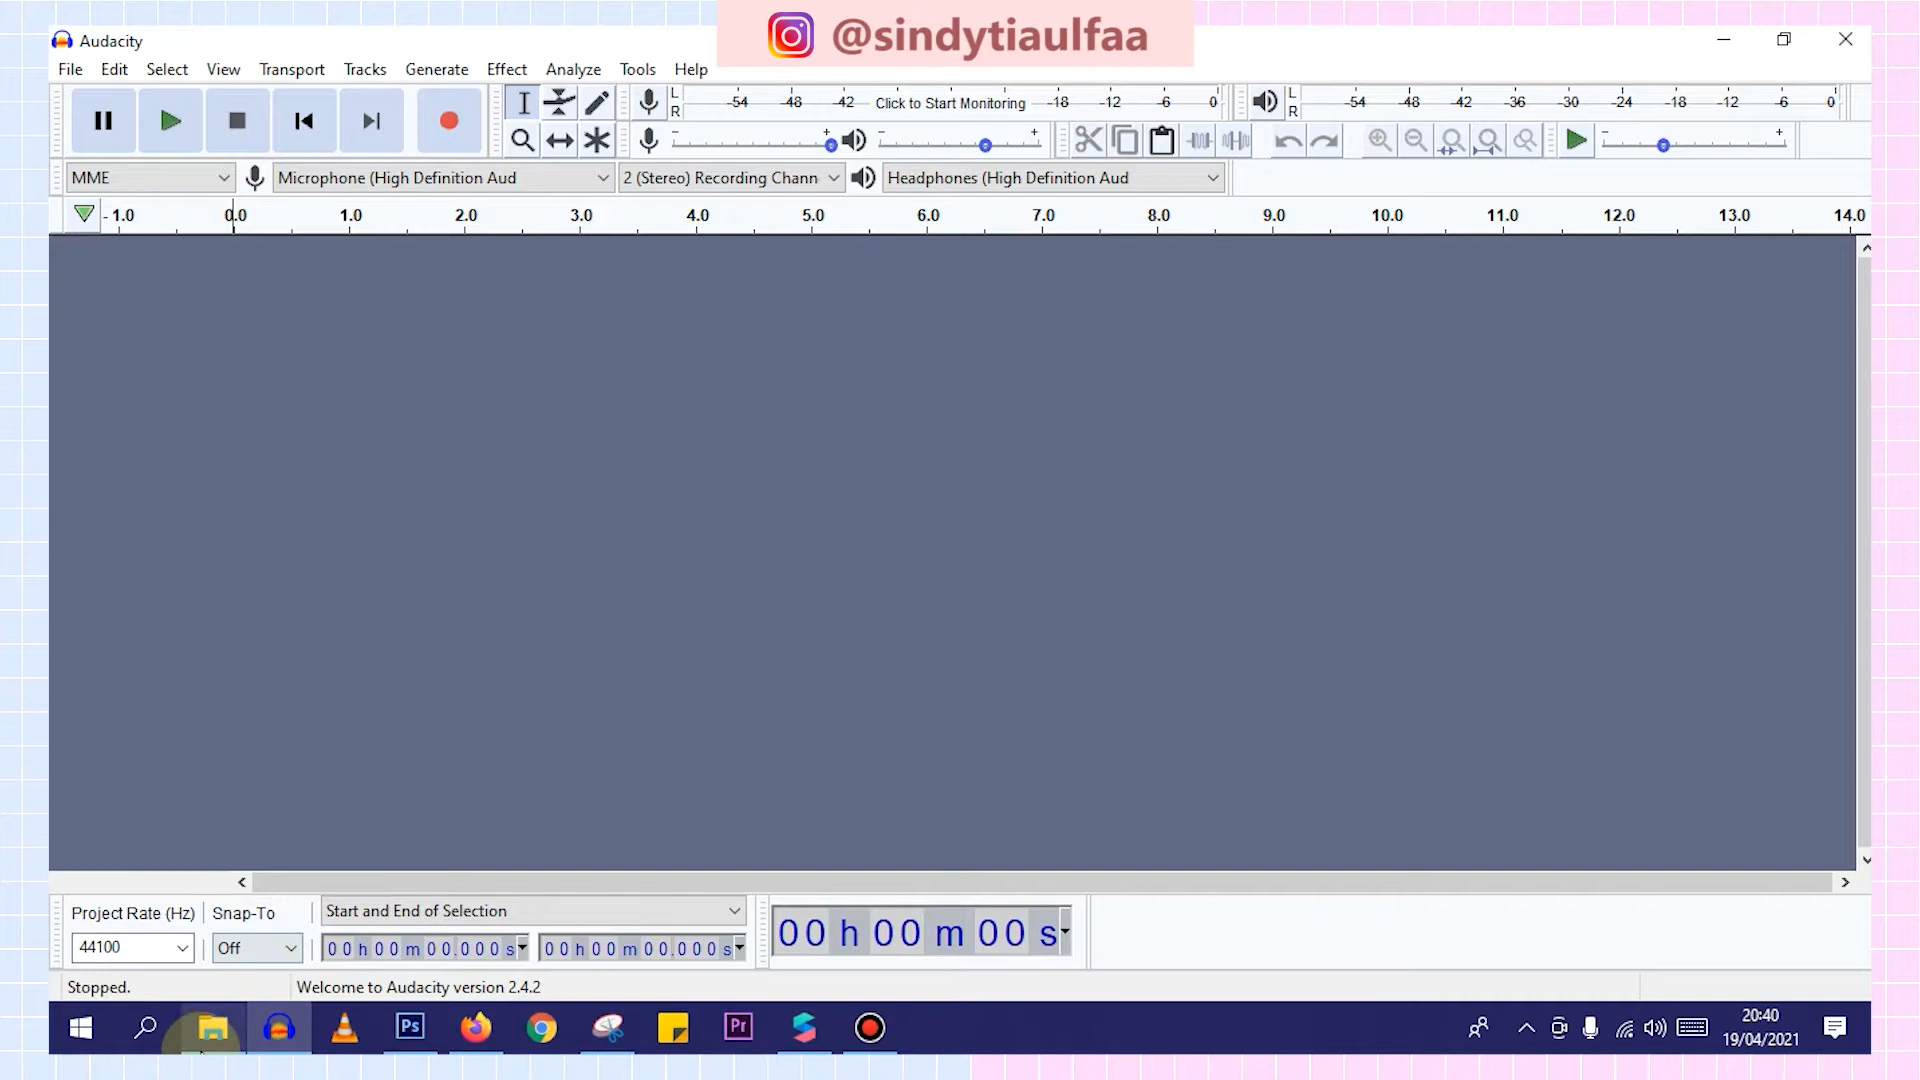 @sindytiaulfaa
Audacity
File Edit Select View Transport Tracks Generate Effect Analyze Tools Help
L R -54 -48 -42 Click to Start Monitoring -18 -12 -6 0 L R -54 -48 -42 -36 -30 -24 -18 -12 -6 0
MME Microphone (High Definition Aud 2 (Stereo) Recording Chann Headphones (High Definition Aud
- 1.0 0.0 1.0 2.0 3.0 4.0 5.0 6.0 7.0 8.0 9.0 10.0 11.0 12.0 13.0 14.0
Project Rate (Hz) Snap-To Start and End of Selection
44100 Off 00 h 00 m 00.000 s 00 h 00 m 00.000 s 00 h 00 m 00 s
Stopped. Welcome to Audacity version 2.4.2
Ps Pr 20:40
19/04/2021